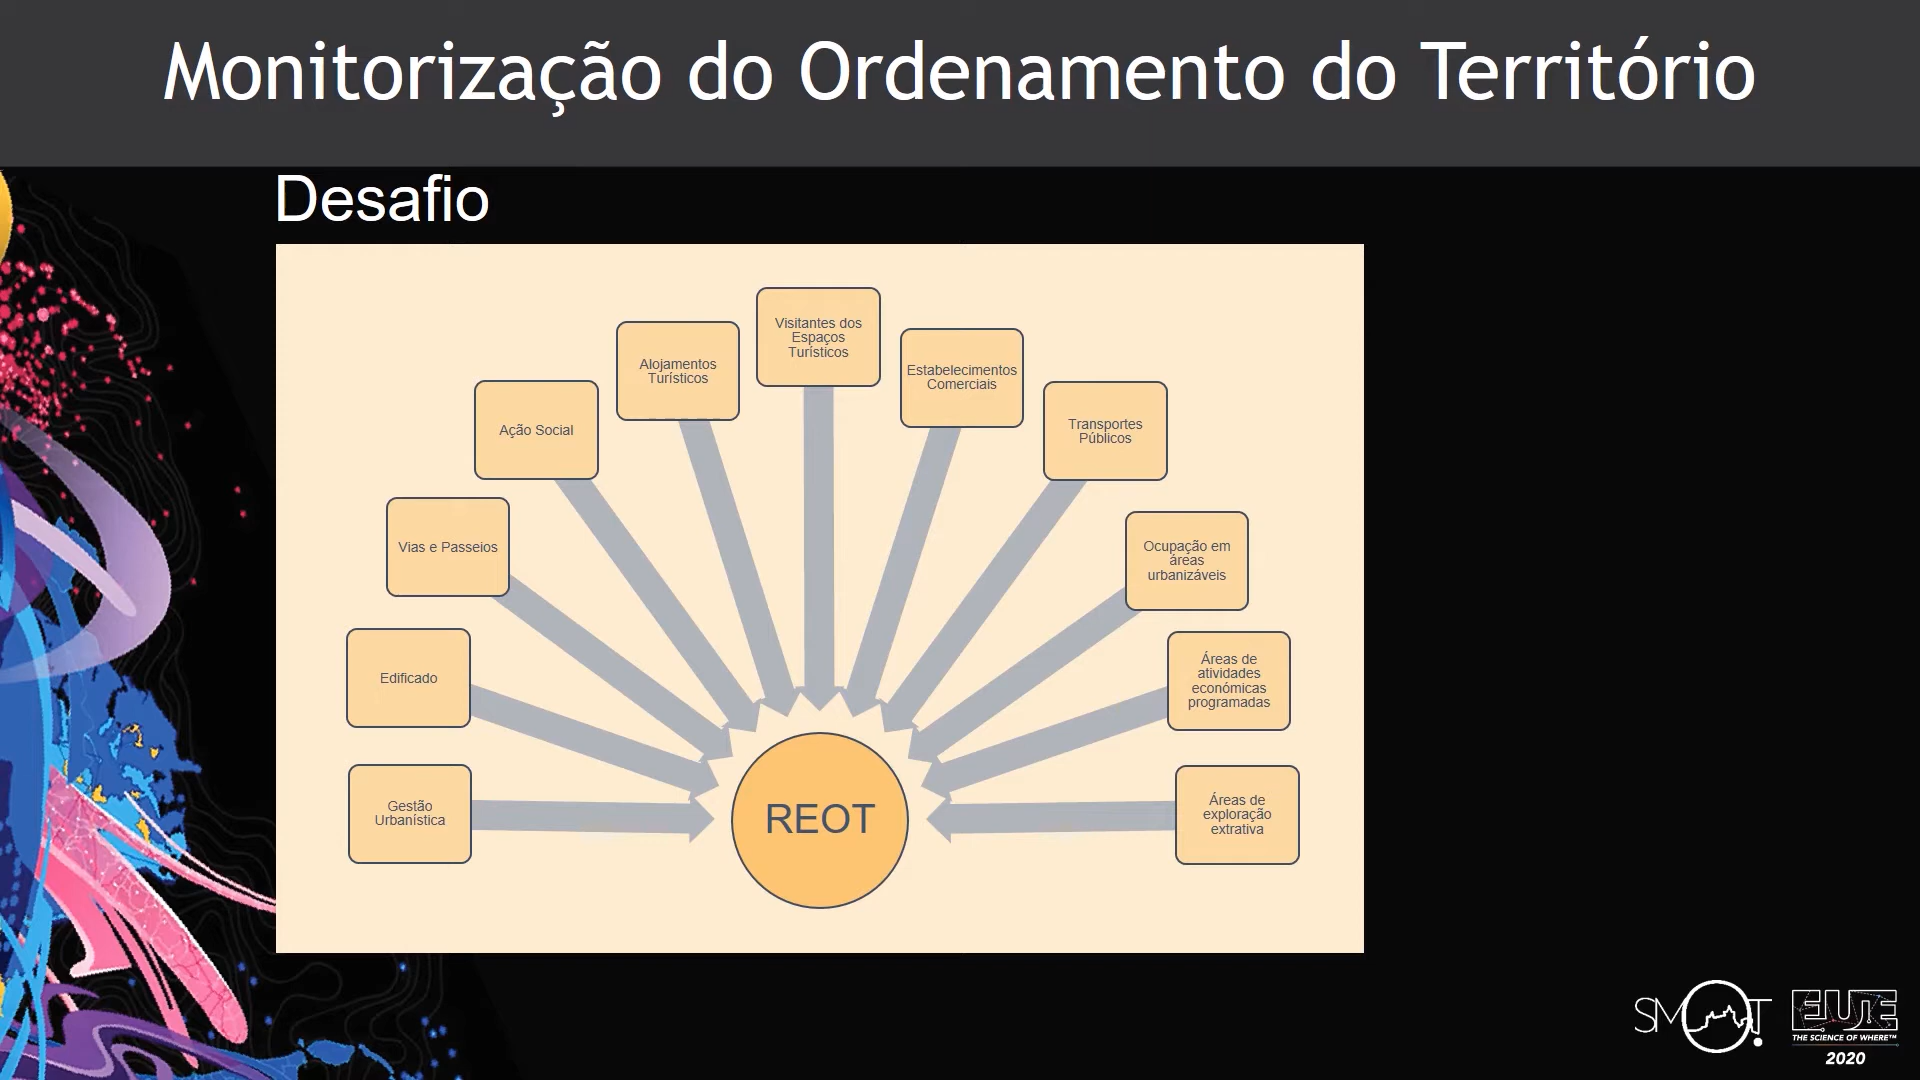 Monitorização do Ordenamento do Território
Desafio
Visitantes dos
Espaços
Turísticos
Alojamentos
Turísticos
Estabelecimentos
Comerciais
Ação Social
Transportes
Públicos
Vias e Passeios
Ocupação em
áreas
urbanizáveis
Edificado
Áreas de
atividades
económicas
programadas
Gestão
Urbanística
REOT
Áreas de
exploração
extrativa
SMOT
EUE
THE SCIENCE OF WHERE™
2020